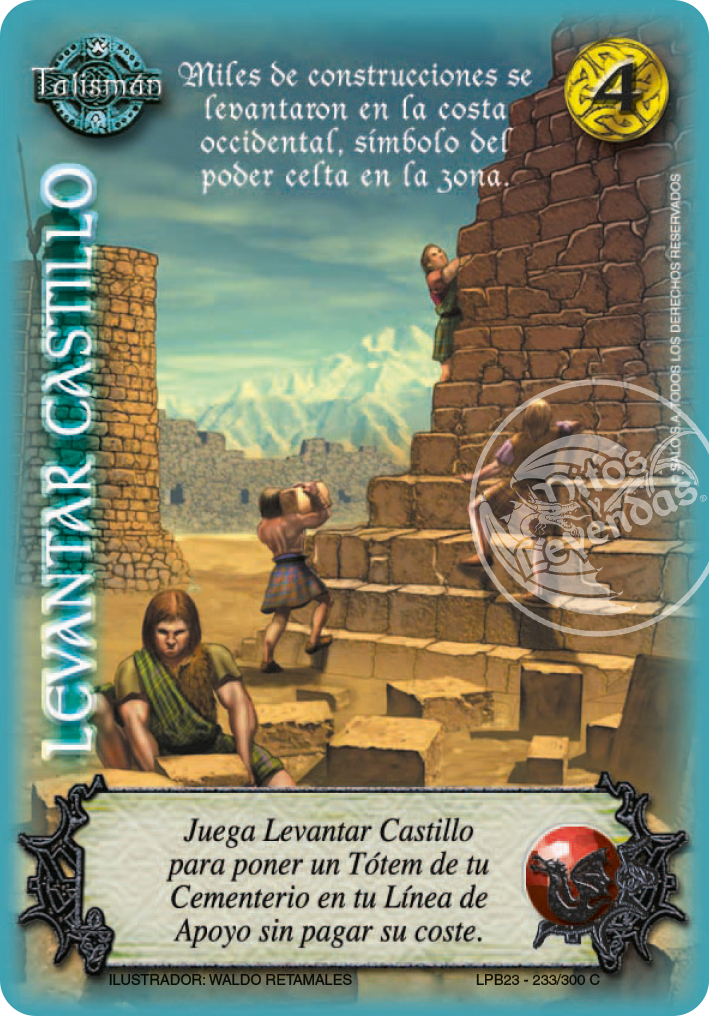 Talismán
Miles de construcciones se
levantaron en la costa
occidental, símbolo del
poder celta en la zona.
4
LEVANTAR CASTILLO
SALO S.A. TODOS LOS DERECHOS RESERVADOS
mitos
Leyendas
Juega Levantar Castillo
para poner un Tótem de tu
Cementerio en tu Línea de
Apoyo sin pagar su coste.
ILUSTRADOR: WALDO RETAMALES
LPB23 - 233/300 C